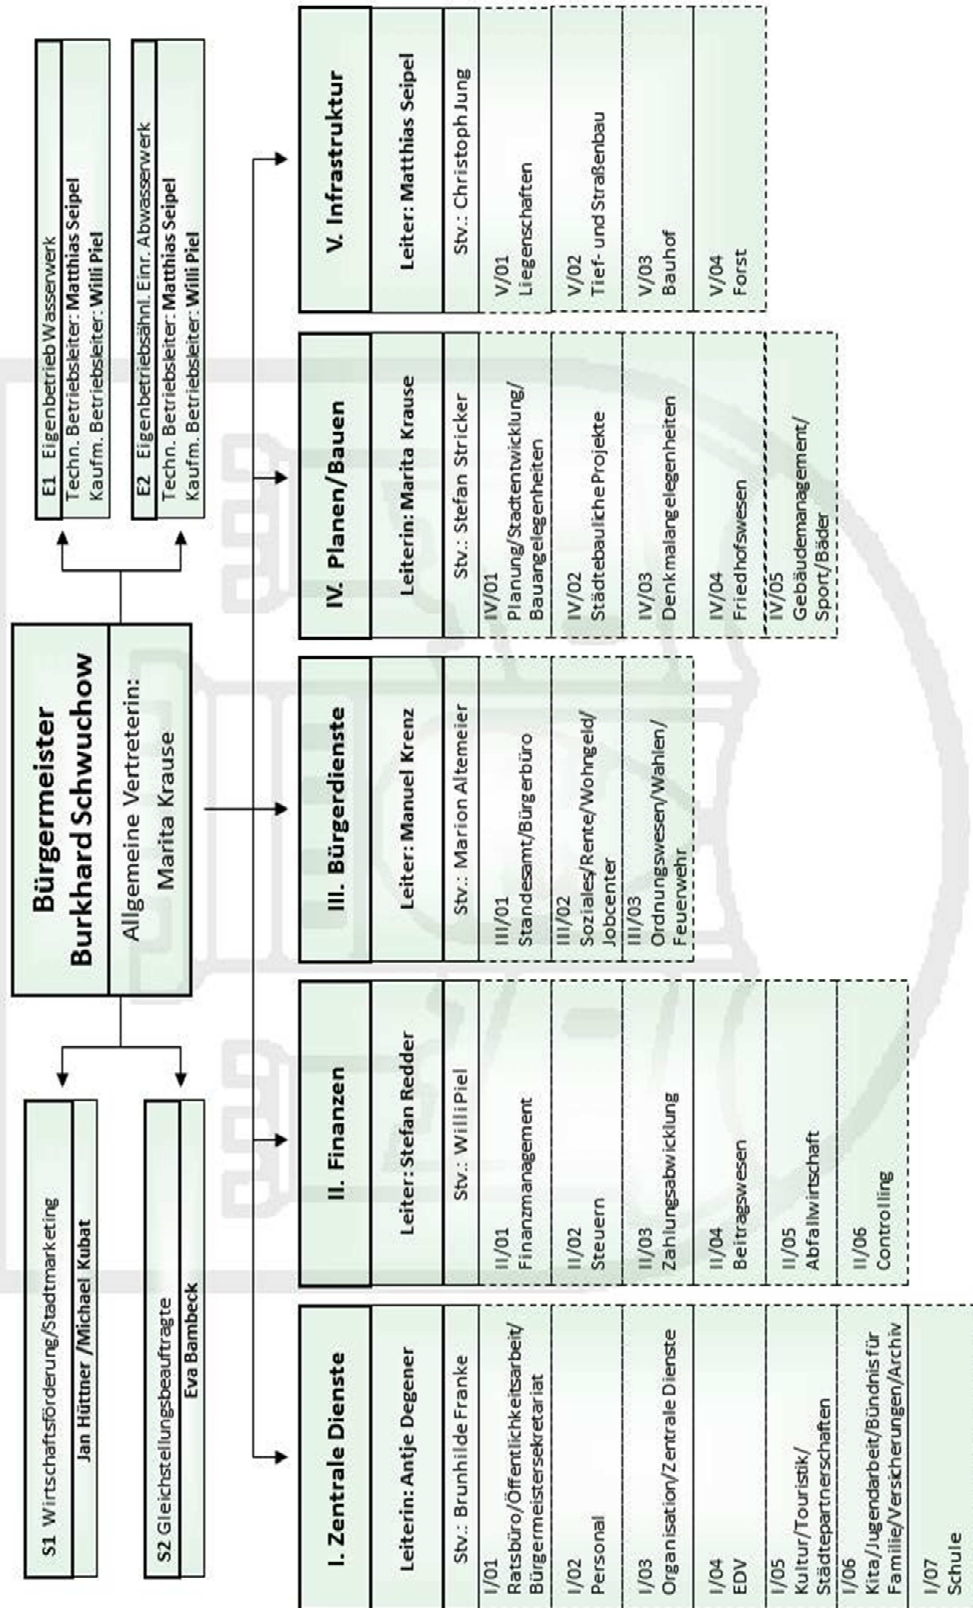 Bürgermeister
Burkhard Schwuchow
Allgemeine Vertreterin:
Marita Krause
S1 Wirtschaftsförderung/Stadtmarketing
Jan Hüttner /Michael Kubat
S2 Gleichstellungsbeauftragte
Eva Bambeck
E1 Eigenbetrieb Wasserwerk
Techn. Betriebsleiter: Matthias Seipel
Kaufm. Betriebsleiter: Willi Piel
E2 Eigenbetriebsähnl. Einr. Abwasserwerk
Techn. Betriebsleiter: Matthias Seipel
Kaufm. Betriebsleiter: Willi Piel
I. Zentrale Dienste
Leiterin: Antje Degener
Stv.: Brunhilde Franke
I/01
Ratsbüro/Öffentlichkeitsarbeit/
Bürgermeistersekretariat
I/02
Personal
I/03
Organisation/Zentrale Dienste
I/04
EDV
I/05
Kultur/Touristik/
Städtepartnerschaften
I/06
Kita/Jugendarbeit/Bündnis für
Familie/Versicherungen/Archiv
I/07
Schule
II. Finanzen
Leiter: Stefan Redder
Stv.: Willi Piel
II/01
Finanzmanagement
II/02
Steuern
II/03
Zahlungsabwicklung
II/04
Beitragswesen
II/05
Abfallwirtschaft
II/06
Controlling
III. Bürgerdienste
Leiter: Manuel Krenz
Stv.: Marion Altemeier
III/01
Standesamt/Bürgerbüro
III/02
Soziales/Rente/Wohngeld/
Jobcenter
III/03
Ordnungswesen/Wahlen/
Feuerwehr
IV. Planen/Bauen
Leiterin: Marita Krause
Stv.: Stefan Stricker
IV/01
Planung/Stadtentwicklung/
Bauangelegenheiten
IV/02
Städtebauliche Projekte
IV/03
Denkmalangelegenheiten
IV/04
Friedhofswesen
IV/05
Gebäudemanagement/
Sport/Bäder
V. Infrastruktur
Leiter: Matthias Seipel
Stv.: Christoph Jung
V/01
Liegenschaften
V/02
Tief- und Straßenbau
V/03
Bauhof
V/04
Forst